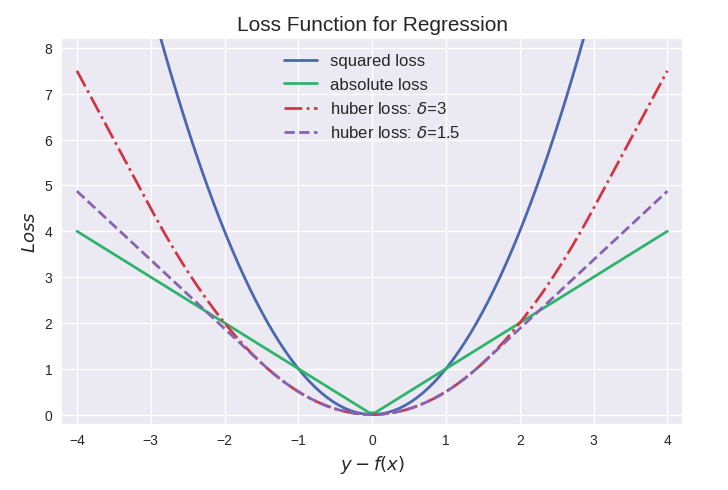 Loss Function for Regression
8
7
6
5
4
3
2
1
0
Loss
squared loss
absolute loss
huber loss: δ=3
huber loss: δ=1.5
−4 −3 −2 −1 0 1 2 3 4
y − f(x)